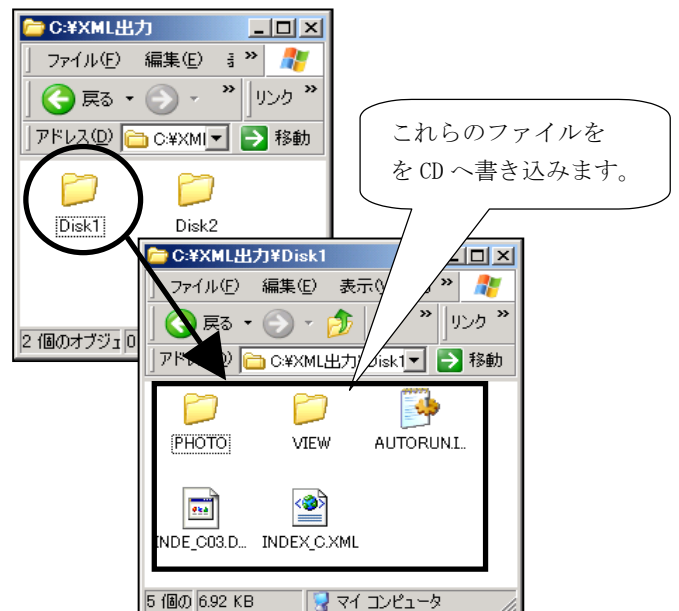 C:¥XML出力
ファイル(F) 編集(E) »
戻る »
リンク »
アドレス(D) C:¥XMl 移動
Disk1 Disk2
2 個のオブジェ 0
これらのファイルを
を CD へ書き込みます。
C:¥XML出力¥Disk1
ファイル(F) 編集(E) 表示(V) »
戻る »
リンク »
C:¥XML出力¥Disk1 移動
PHOTO VIEW AUTORUN.I...
INDE_C03.D... INDEX_C.XML
5 個の 6.92 KB マイ コンピュータ